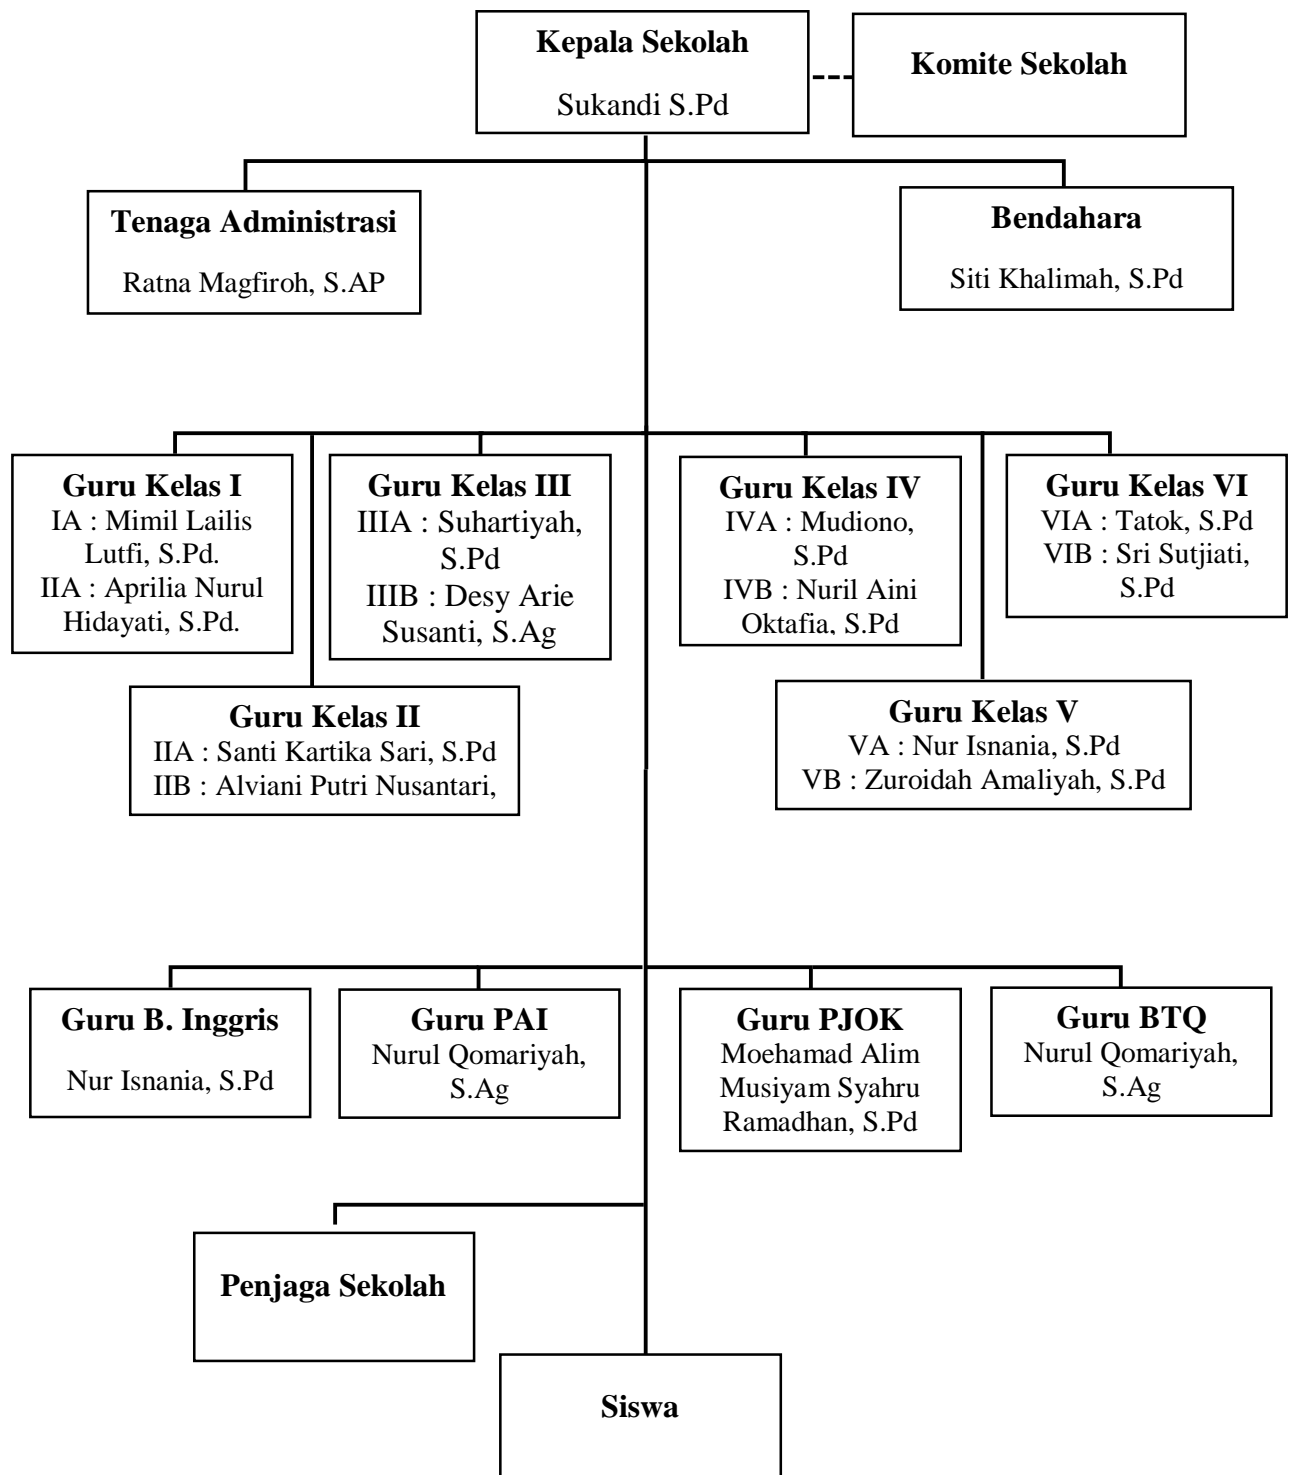 Kepala Sekolah
Sukandi S.Pd
Komite Sekolah
Tenaga Administrasi
Ratna Magfiroh, S.AP
Bendahara
Siti Khalimah, S.Pd
Guru Kelas I
IA : Mimil Lailis
Lutfi, S.Pd.
IIA : Aprilia Nurul
Hidayati, S.Pd.
Guru Kelas III
IIIA : Suhartiyah,
S.Pd
IIIB : Desy Arie
Susanti, S.Ag
Guru Kelas IV
IVA : Mudiono,
S.Pd
IVB : Nuril Aini
Oktafia, S.Pd
Guru Kelas VI
VIA : Tatok, S.Pd
VIB : Sri Sutjiati,
S.Pd
Guru Kelas II
IIA : Santi Kartika Sari, S.Pd
IIB : Alviani Putri Nusantari,
Guru Kelas V
VA : Nur Isnania, S.Pd
VB : Zuroidah Amaliyah, S.Pd
Guru B. Inggris
Nur Isnania, S.Pd
Guru PAI
Nurul Qomariyah,
S.Ag
Guru PJOK
Moehamad Alim
Musiyam Syahru
Ramadhan, S.Pd
Guru BTQ
Nurul Qomariyah,
S.Ag
Penjaga Sekolah
Siswa